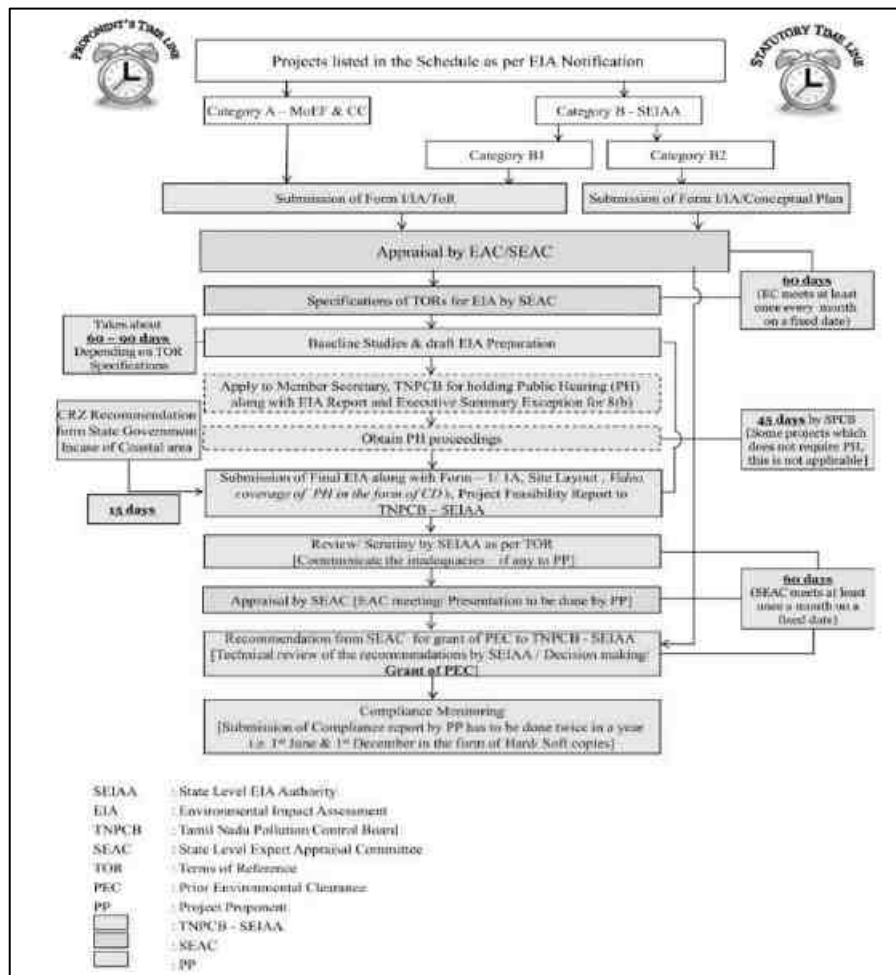 PROPONENT'S TIME LINE
STATUTORY TIME LINE
Projects listed in the Schedule as per EIA Notification
Category A – MoEF & CC
Category B - SEIAA
Category B1
Category B2
Submission of Form I/IA/ToR
Submission of Form I/IA/Conceptual Plan
Appraisal by EAC/SEAC
60 days
(EC meets at least
once every month
on a fixed date)
Specifications of TORs for EIA by SEAC
Takes about
60 – 90 days
Depending on TOR
Specifications
Baseline Studies & draft EIA Preparation
Apply to Member Secretary, TNPCB for holding Public Hearing (PH)
along with EIA Report and Executive Summary Exception for 8(b)
CRZ Recommendation
form State Government
Incase of Coastal area
15 days
45 days by SPCB
[Some projects which
does not require PH,
this is not applicable]
Obtain PH proceedings
Submission of Final EIA along with Form – 1/ 1A, Site Layout , Video
coverage of PH in the form of CD's, Project Feasibility Report to
TNPCB – SEIAA
Review/ Scrutiny by SEIAA as per TOR
[Communicate the inadequacies – if any to PP]
60 days
(SEAC meets at least
once a month on a
fixed date)
Appraisal by SEAC [EAC meeting/ Presentation to be done by PP]
Recommendation from SEAC for grant of PEC to TNPCB - SEIAA
[Technical review of the recommendations by SEIAA / Decision making/
Grant of PEC]
Compliance Monitoring
[Submission of Compliance report by PP has to be done twice in a year
i.e. 1st June & 1st December in the form of Hard/ Soft copies]
SEIAA : State Level EIA Authority
EIA : Environmental Impact Assessment
TNPCB : Tamil Nadu Pollution Control Board
SEAC : State Level Expert Appraisal Committee
TOR : Terms of Reference
PEC : Prior Environmental Clearance
PP : Project Proponent
: TNPCB - SEIAA
: SEAC
: PP